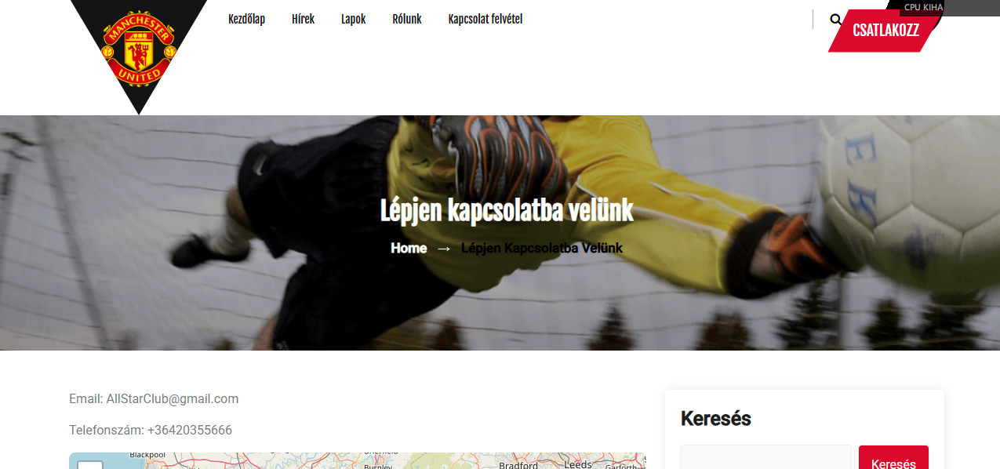 MANCHESTER
UNITED
Kezdőlap Hírek Lapok Rólunk Kapcsolat felvétel
CPU KIHA
CSATLAKOZZ
Lépjen kapcsolatba velünk
Home → Lépjen Kapcsolatba Velünk
Email: AllStarClub@gmail.com
Telefonszám: +36420355666
Keresés
Keresés
Blackpool
Burnley
Bradford
Leeds
Garforth